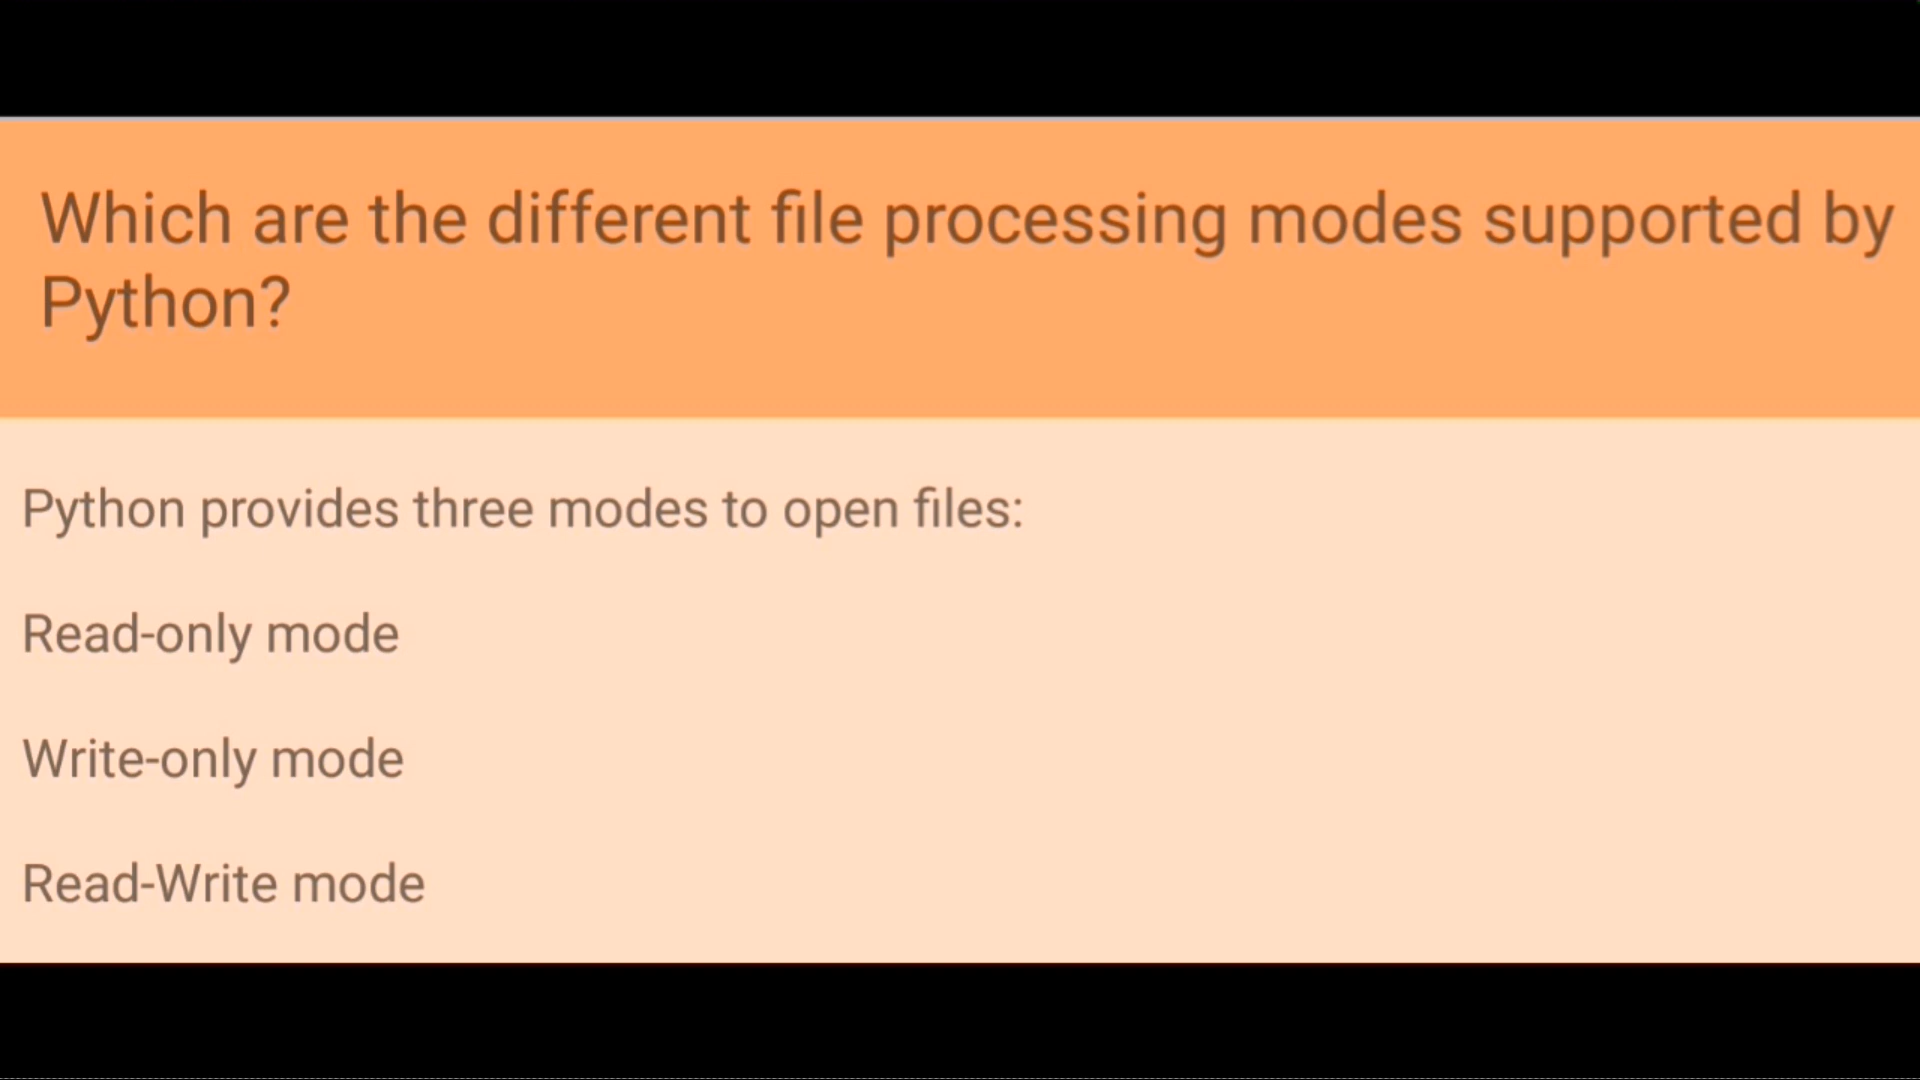 Which are the different file processing modes supported by
Python?
Python provides three modes to open files:
Read-only mode
Write-only mode
Read-Write mode